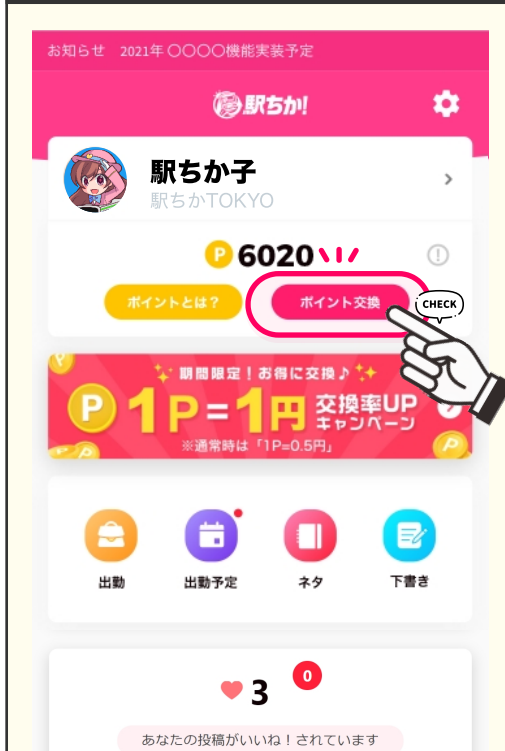 お知らせ 2021年 〇〇〇〇機能実装予定
駅ちか!
駅ちか子
駅ちかTOKYO
P 6020
ポイントとは?
ポイント交換
CHECK
期間限定!お得に交換♪
P 1P=1円 交換率UP
キャンペーン
※通常時は「1P=0.5円」
出勤
出勤予定
ネタ
下書き
3
0
あなたの投稿がいいね!されています